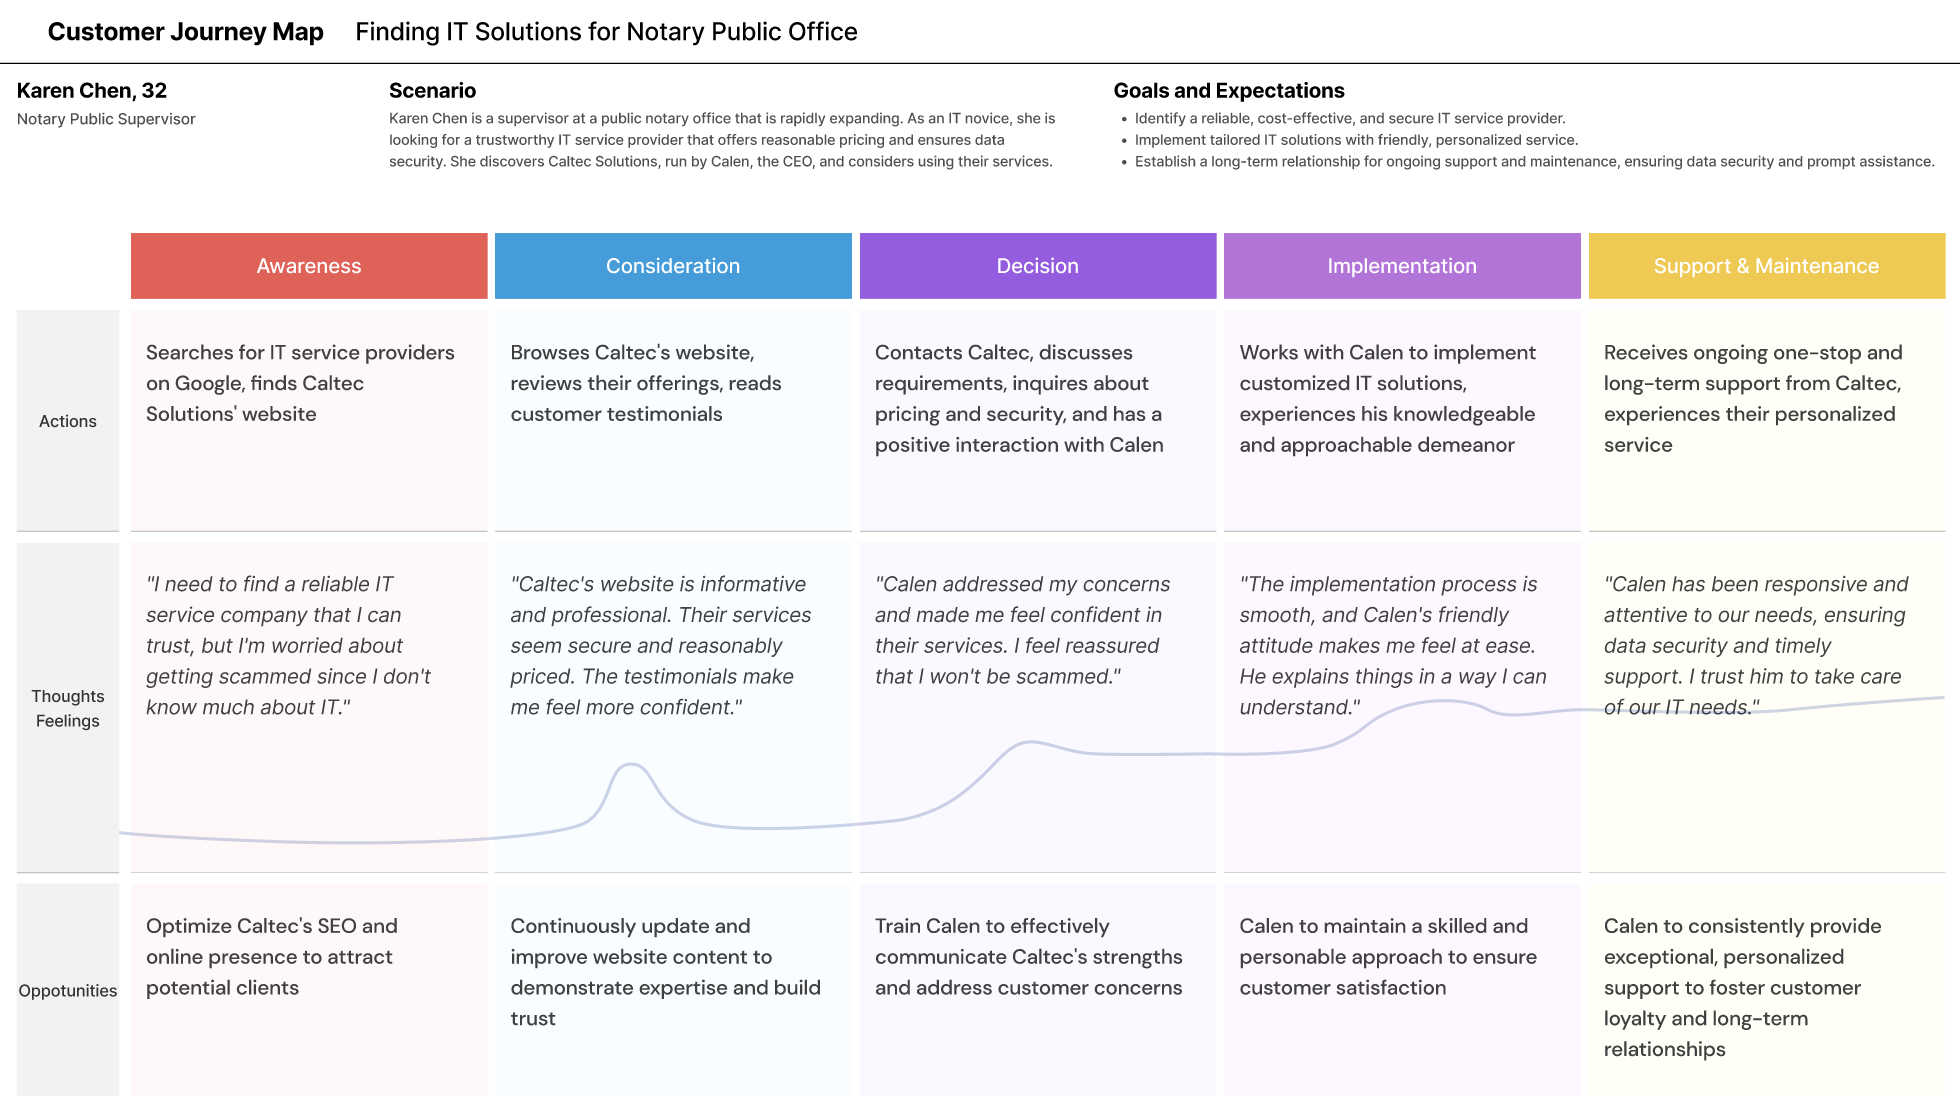 Customer Journey Map Finding IT Solutions for Notary Public Office
Karen Chen, 32
Notary Public Supervisor
Scenario
Karen Chen is a supervisor at a public notary office that is rapidly expanding. As an IT novice, she is
looking for a trustworthy IT service provider that offers reasonable pricing and ensures data
security. She discovers Caltec Solutions, run by Calen, the CEO, and considers using their services.
Goals and Expectations
• Identify a reliable, cost-effective, and secure IT service provider.
• Implement tailored IT solutions with friendly, personalized service.
• Establish a long-term relationship for ongoing support and maintenance, ensuring data security and prompt assistance.
Awareness
Consideration
Decision
Implementation
Support & Maintenance
Actions
Searches for IT service providers
on Google, finds Caltec
Solutions' website
Browses Caltec's website,
reviews their offerings, reads
customer testimonials
Contacts Caltec, discusses
requirements, inquires about
pricing and security, and has a
positive interaction with Calen
Works with Calen to implement
customized IT solutions,
experiences his knowledgeable
and approachable demeanor
Receives ongoing one-stop and
long-term support from Caltec,
experiences their personalized
service
Thoughts
Feelings
"I need to find a reliable IT
service company that I can
trust, but I'm worried about
getting scammed since I don't
know much about IT."
"Caltec's website is informative
and professional. Their services
seem secure and reasonably
priced. The testimonials make
me feel more confident."
"Calen addressed my concerns
and made me feel confident in
their services. I feel reassured
that I won't be scammed."
"The implementation process is
smooth, and Calen's friendly
attitude makes me feel at ease.
He explains things in a way I can
understand."
"Calen has been responsive and
attentive to our needs, ensuring
data security and timely
support. I trust him to take care
of our IT needs."
Oppotunities
Optimize Caltec's SEO and
online presence to attract
potential clients
Continuously update and
improve website content to
demonstrate expertise and build
trust
Train Calen to effectively
communicate Caltec's strengths
and address customer concerns
Calen to maintain a skilled and
personable approach to ensure
customer satisfaction
Calen to consistently provide
exceptional, personalized
support to foster customer
loyalty and long-term
relationships